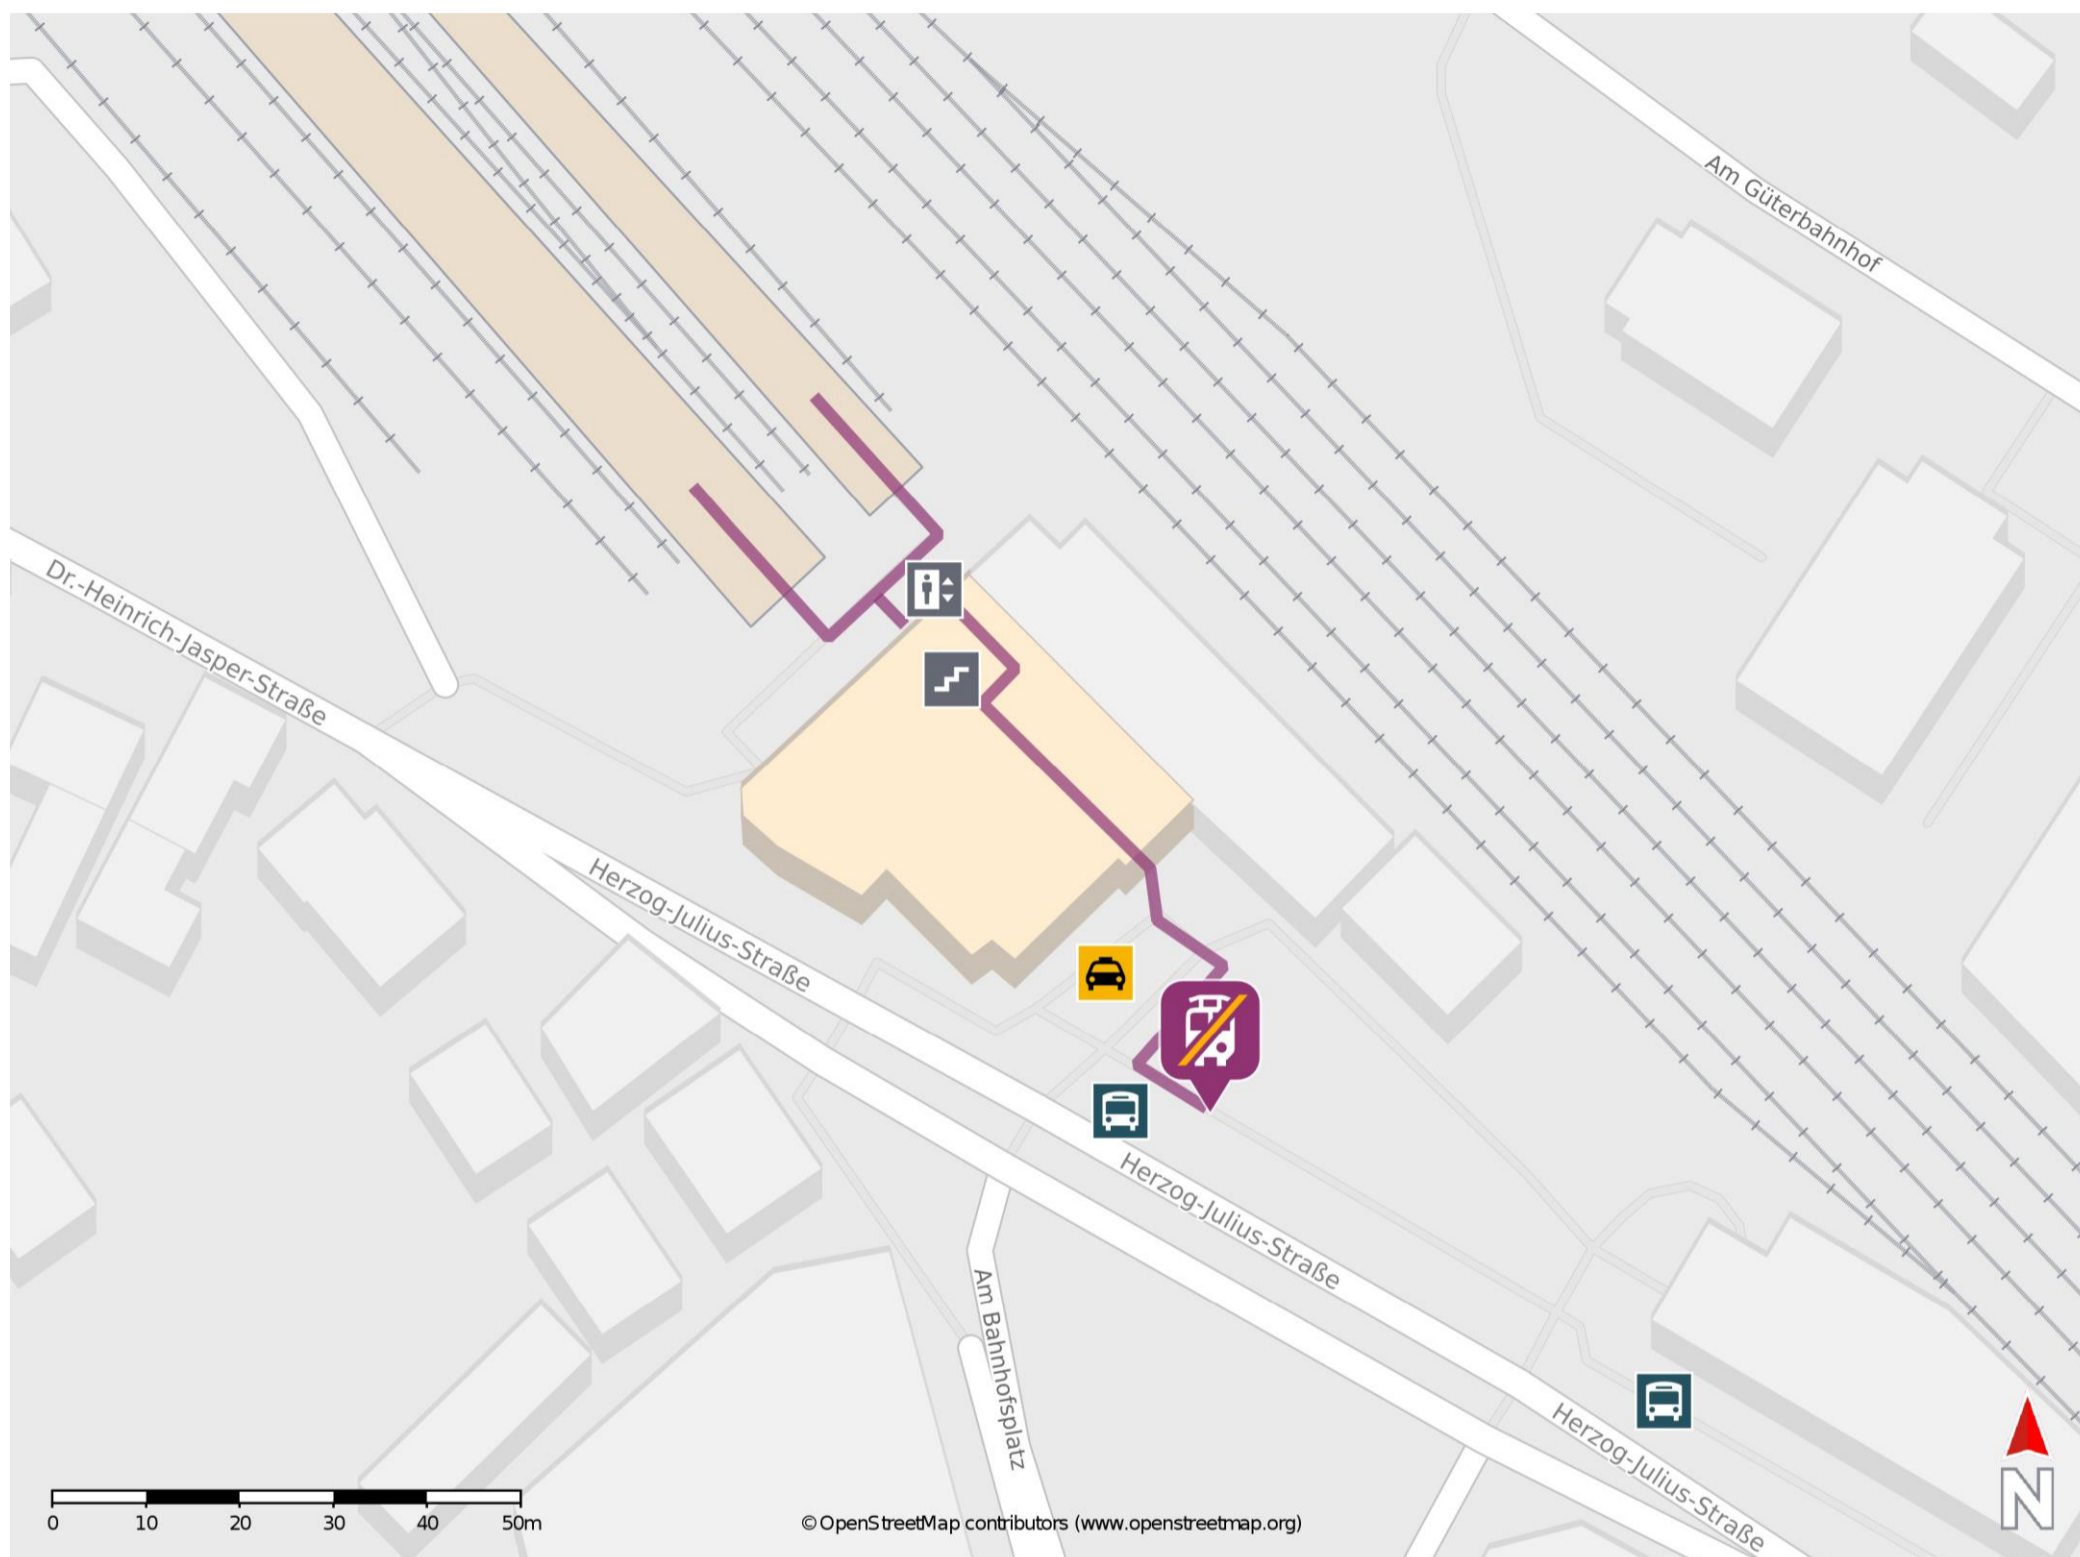 Am Güterbahnhof
Dr.-Heinrich-Jasper-Straße
Herzog-Julius-Straße
Herzog-Julius-Straße
Am Bahnhofsplatz
Herzog-Julius-Straße
0 10 20 30 40 50m
© OpenStreetMap contributors (www.openstreetmap.org)
N